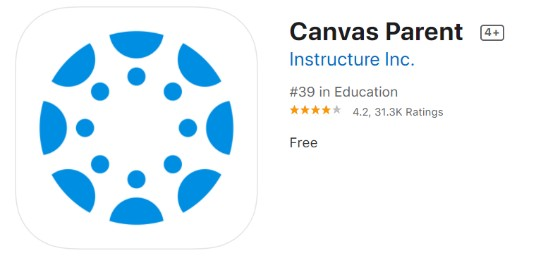 Canvas Parent 4+
Instructure Inc.
#39 in Education
4.2, 31.3K Ratings
Free